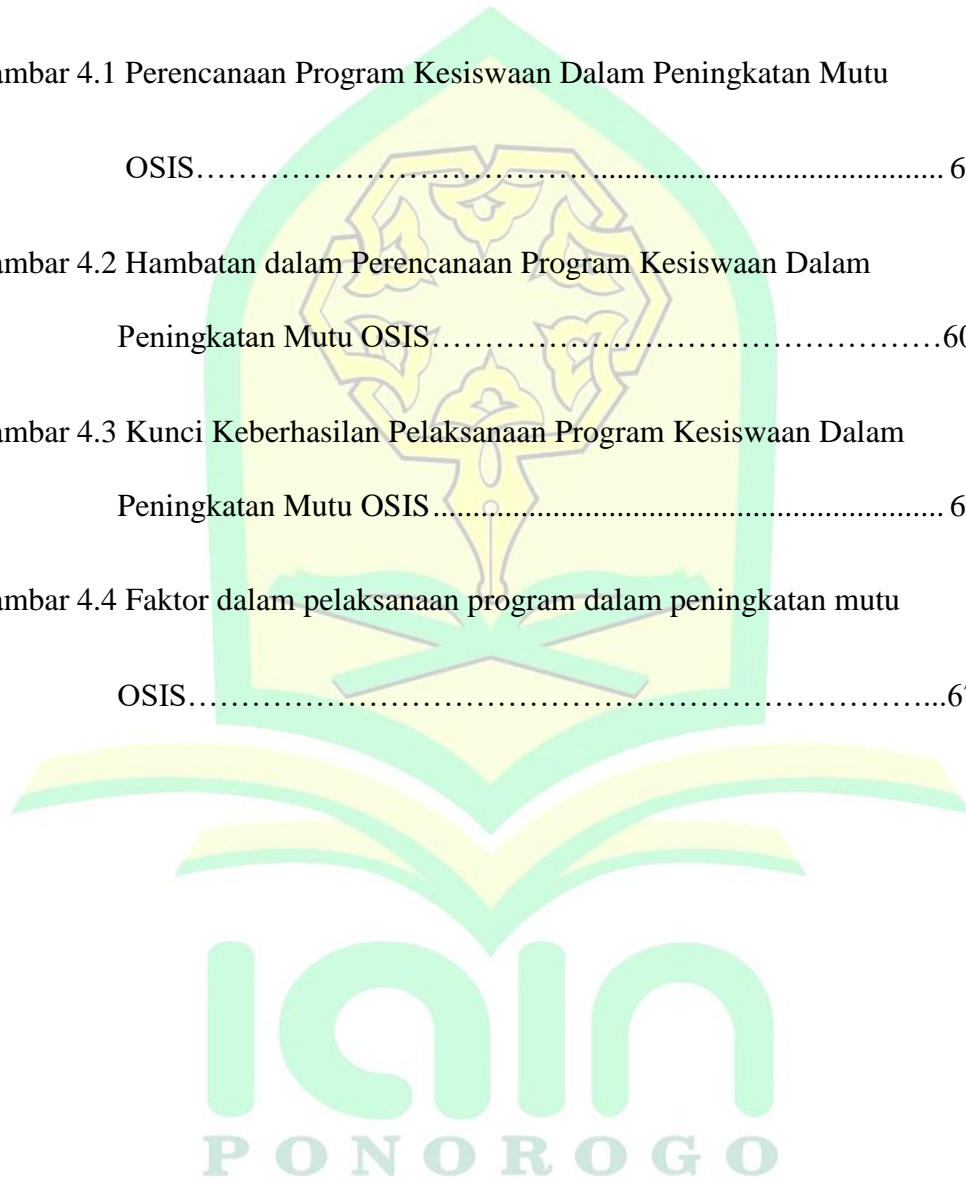 ambar 4.1 Perencanaan Program Kesiswaan Dalam Peningkatan Mutu
OSIS……………………………………........................................... 6
ambar 4.2 Hambatan dalam Perencanaan Program Kesiswaan Dalam
Peningkatan Mutu OSIS……………………………………………60
ambar 4.3 Kunci Keberhasilan Pelaksanaan Program Kesiswaan Dalam
Peningkatan Mutu OSIS................................................................ 6
ambar 4.4 Faktor dalam pelaksanaan program dalam peningkatan mutu
OSIS…………………………………………………………………...67
iain
PONOROGO